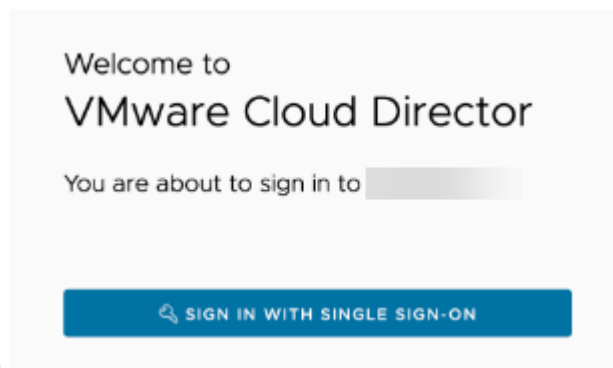 Welcome to
VMware Cloud Director
You are about to sign in to
SIGN IN WITH SINGLE SIGN-ON